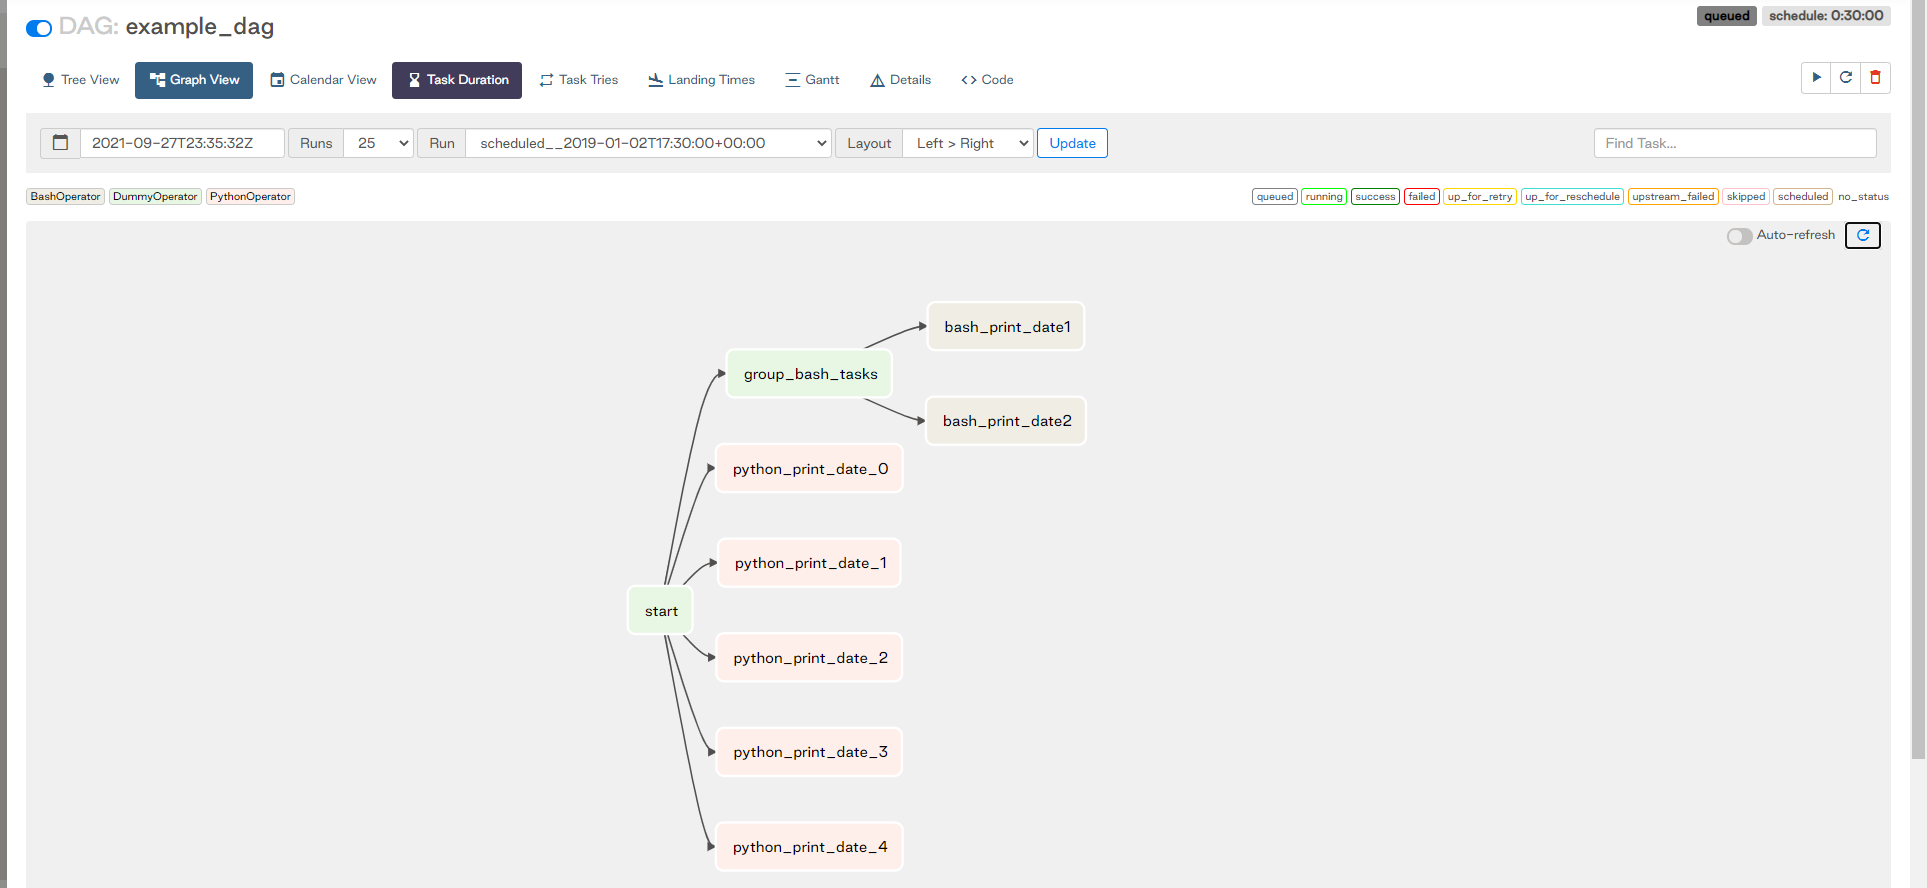 DAG: example_dag
queued schedule: 0:30:00
Tree View Graph View Calendar View Task Duration Task Tries Landing Times Gantt Details Code
2021-09-27T23:35:32Z Runs 25 Run scheduled__2019-01-02T17:30:00+00:00 Layout Left > Right Update Find Task...
BashOperator DummyOperator PythonOperator queued running success failed up_for_retry up_for_reschedule upstream_failed skipped scheduled no_status
Auto-refresh
bash_print_date1
group_bash_tasks
bash_print_date2
python_print_date_0
python_print_date_1
start
python_print_date_2
python_print_date_3
python_print_date_4